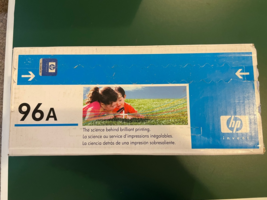 96A
The science behind brilliant printing.
La science au service d'impressions inégalables.
La ciencia detrás de una impresión sobresaliente.
hp
invent